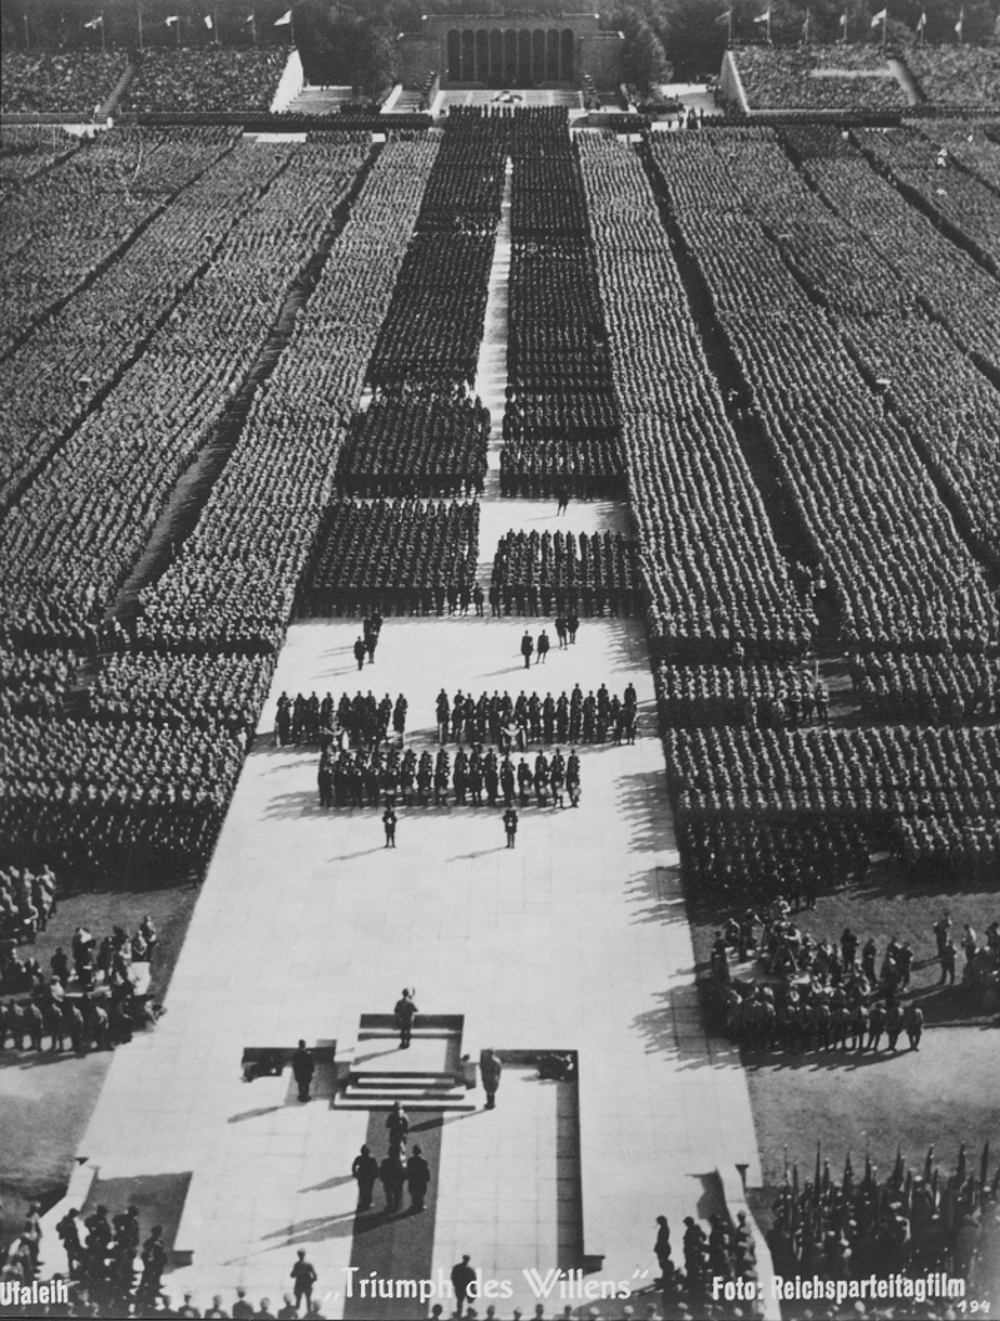 Ufaleih „Triumph des Willens“ Foto: Reichsparteitagfilm
194